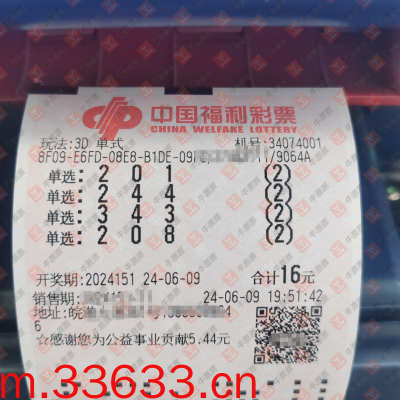 中国福利彩票
CHINA WELFARE LOTTERY
玩法:3D 单式 机号:34074001
8F09-E6FD-08E8-B1DE-09 /9064A
单选: 2 0 1 (2)
单选: 2 4 4 (2)
单选: 3 4 3 (2)
单选: 2 0 8 (2)
开奖期:2024151 24-06-09 合计16元
销售期: 24-06-09 19:51:42
地址:皖 4
6
☆感谢您为公益事业贡献5.44元
m.33633.cn